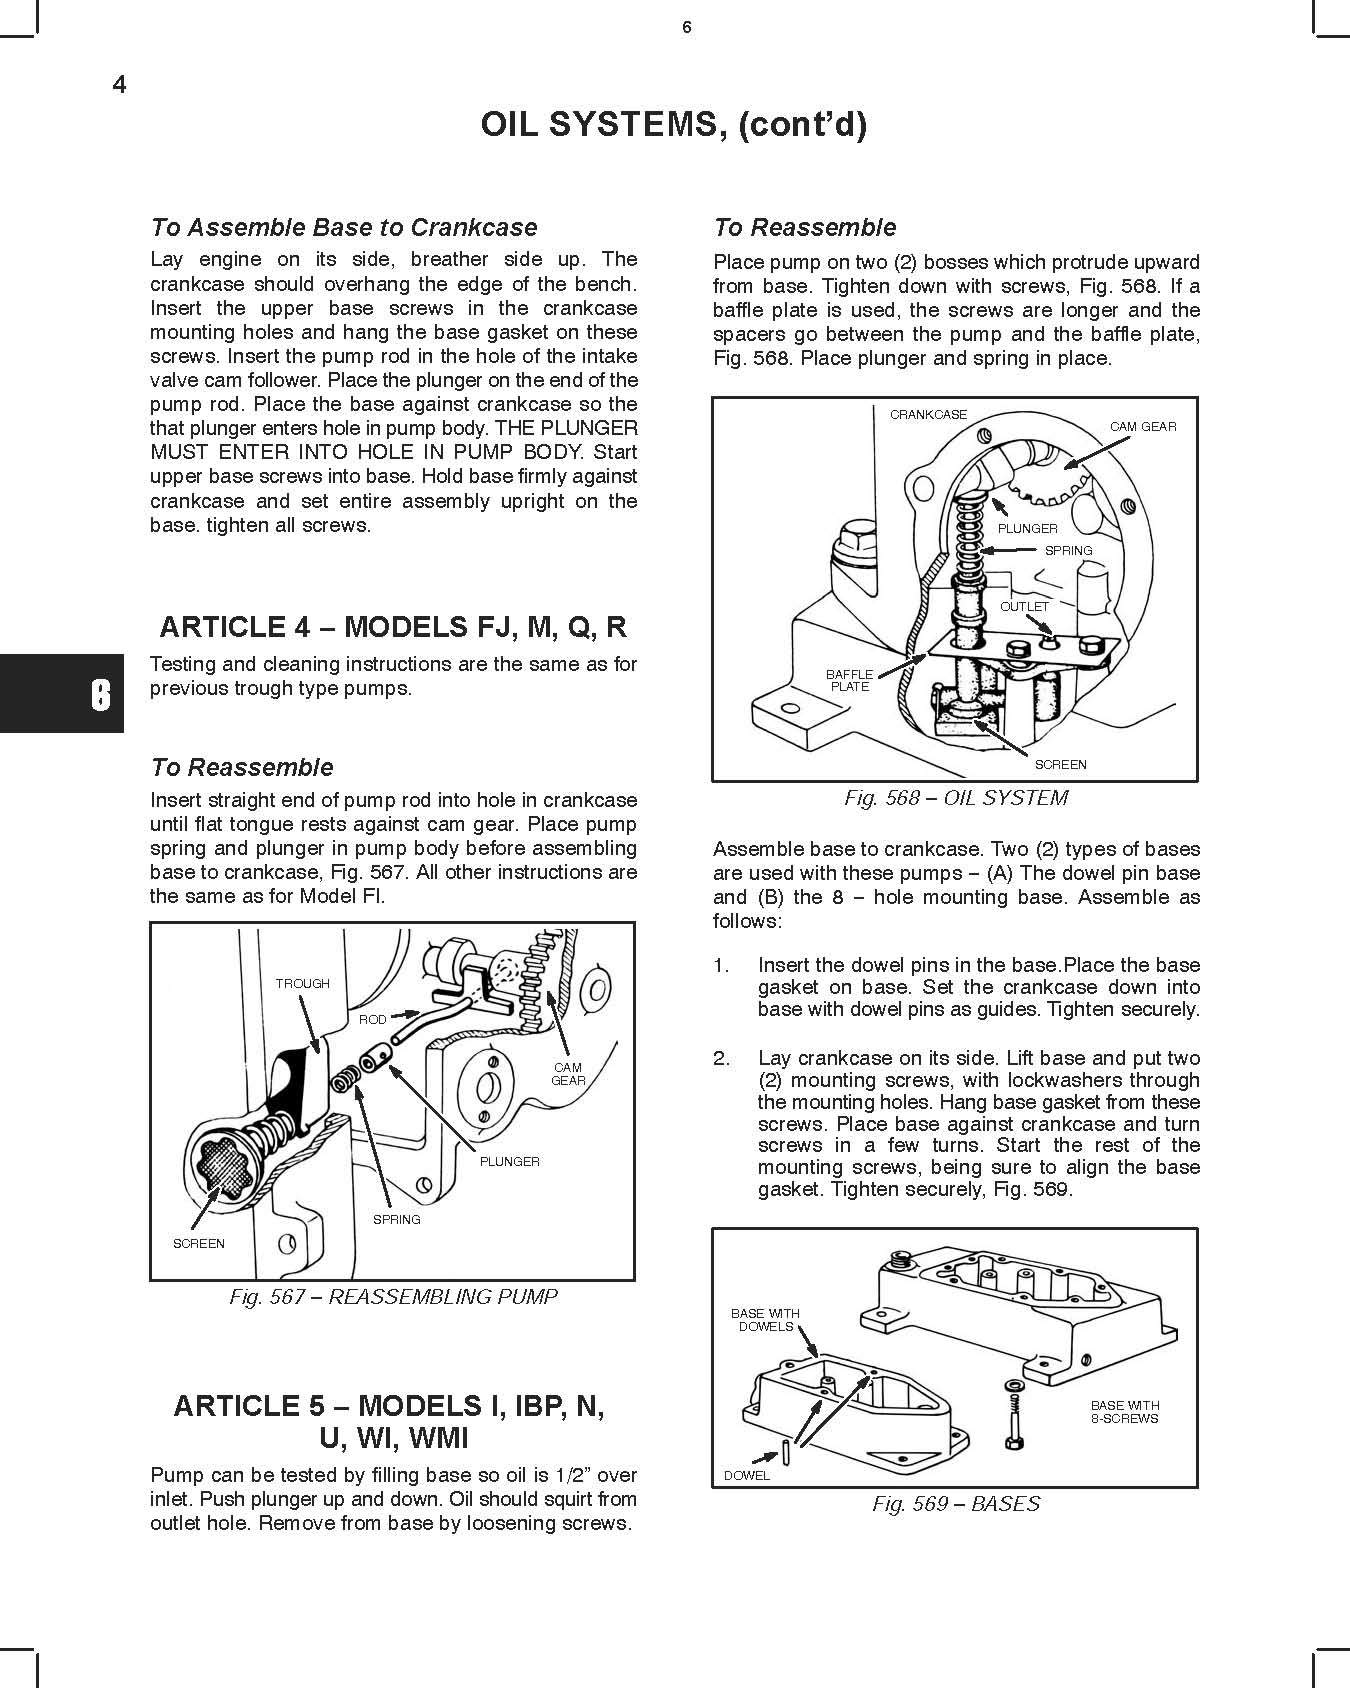 6
4
OIL SYSTEMS, (cont’d)
To Assemble Base to Crankcase
Lay engine on its side, breather side up. The
crankcase should overhang the edge of the bench.
Insert the upper base screws in the crankcase
mounting holes and hang the base gasket on these
screws. Insert the pump rod in the hole of the intake
valve cam follower. Place the plunger on the end of the
pump rod. Place the base against crankcase so the
that plunger enters hole in pump body. THE PLUNGER
MUST ENTER INTO HOLE IN PUMP BODY. Start
upper base screws into base. Hold base firmly against
crankcase and set entire assembly upright on the
base. tighten all screws.
ARTICLE 4 – MODELS FJ, M, Q, R
Testing and cleaning instructions are the same as for
previous trough type pumps.
6
To Reassemble
Insert straight end of pump rod into hole in crankcase
until flat tongue rests against cam gear. Place pump
spring and plunger in pump body before assembling
base to crankcase, Fig. 567. All other instructions are
the same as for Model FI.
TROUGH
ROD
CAM
GEAR
PLUNGER
SPRING
SCREEN
Fig. 567 – REASSEMBLING PUMP
ARTICLE 5 – MODELS I, IBP, N,
U, WI, WMI
Pump can be tested by filling base so oil is 1/2” over
inlet. Push plunger up and down. Oil should squirt from
outlet hole. Remove from base by loosening screws.
To Reassemble
Place pump on two (2) bosses which protrude upward
from base. Tighten down with screws, Fig. 568. If a
baffle plate is used, the screws are longer and the
spacers go between the pump and the baffle plate,
Fig. 568. Place plunger and spring in place.
CRANKCASE
CAM GEAR
PLUNGER
SPRING
OUTLET
BAFFLE
PLATE
SCREEN
Fig. 568 – OIL SYSTEM
Assemble base to crankcase. Two (2) types of bases
are used with these pumps – (A) The dowel pin base
and (B) the 8 – hole mounting base. Assemble as
follows:
1. Insert the dowel pins in the base.Place the base
gasket on base. Set the crankcase down into
base with dowel pins as guides. Tighten securely.
2. Lay crankcase on its side. Lift base and put two
(2) mounting screws, with lockwashers through
the mounting holes. Hang base gasket from these
screws. Place base against crankcase and turn
screws in a few turns. Start the rest of the
mounting screws, being sure to align the base
gasket. Tighten securely, Fig. 569.
BASE WITH
DOWELS
BASE WITH
8-SCREWS
DOWEL
Fig. 569 – BASES